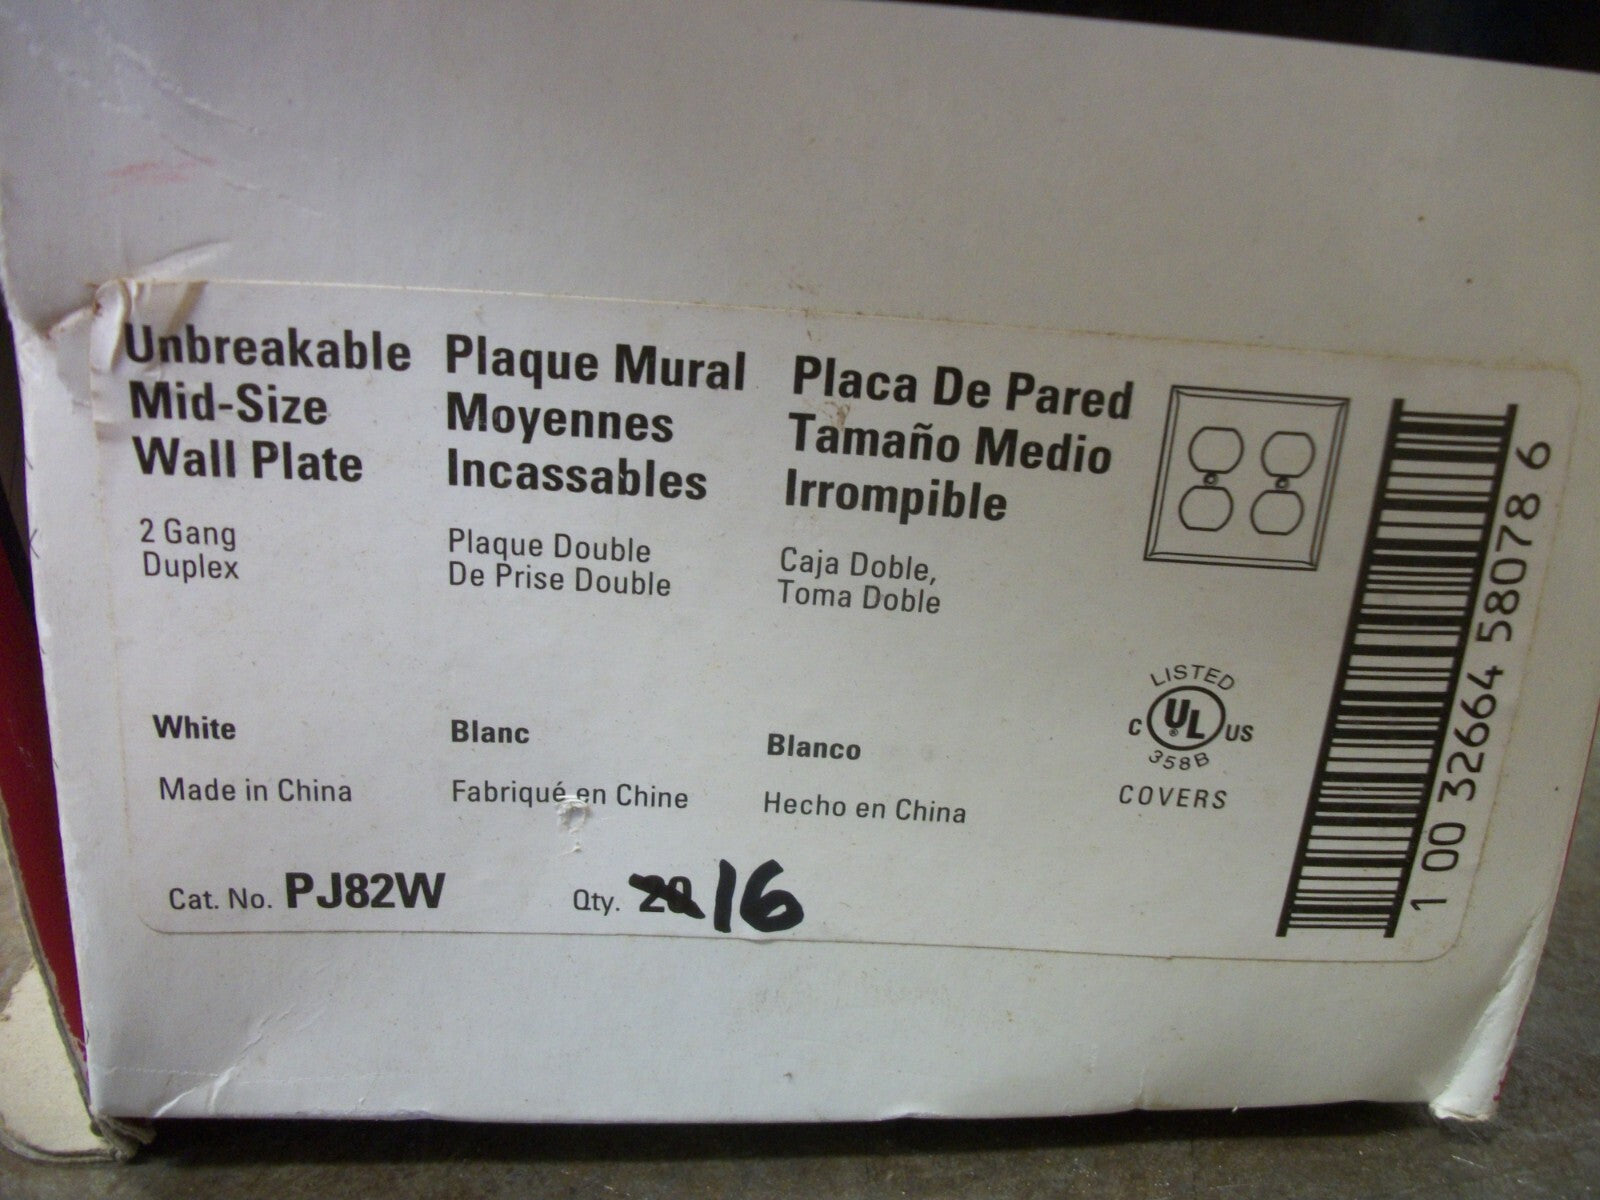 Unbreakable
Mid-Size
Wall Plate
2 Gang
Duplex
White
Made in China
Plaque Mural
Moyennes
Incassables
Plaque Double
De Prise Double
Blanc
Fabriqué en Chine
Placa De Pared
Tamaño Medio
Irrompible
Caja Doble,
Toma Doble
Blanco
Hecho en China
Cat. No. PJ82W
Qty. 20 16
LISTED
C UL® US
358B
COVERS
1 00 32664 58078 6